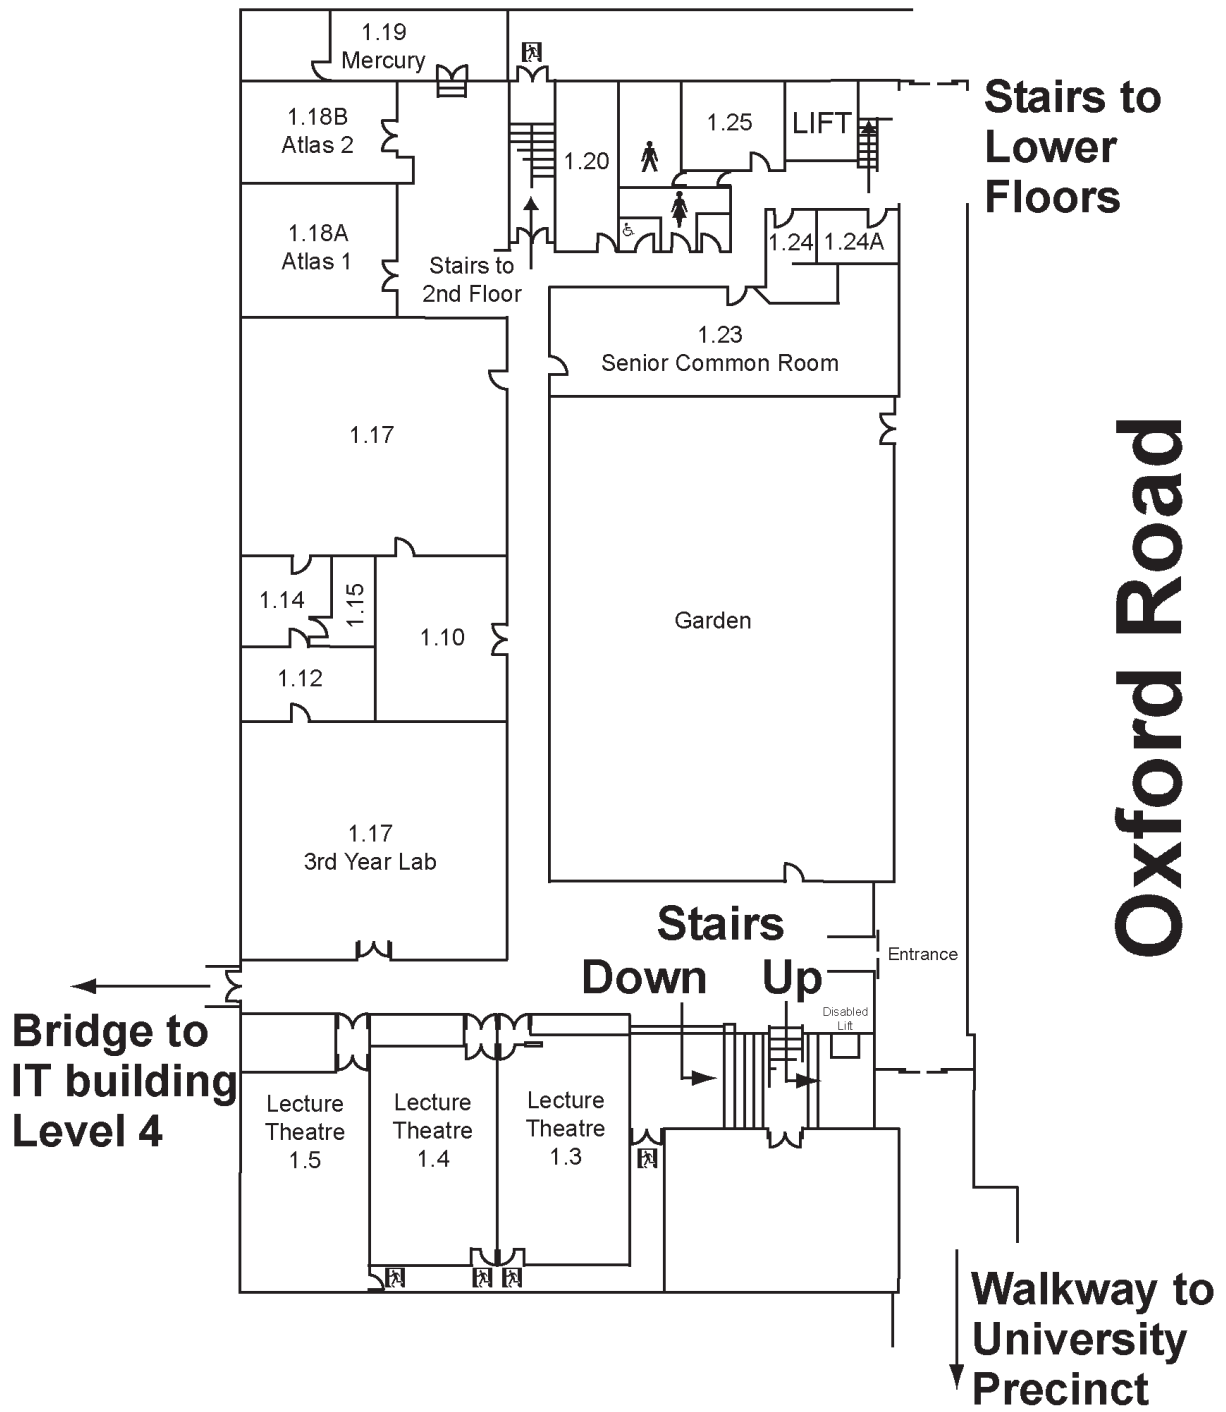 1.19
Mercury
1.18B
Atlas 2
1.20
1.25
LIFT
Stairs to
Lower
Floors
1.18A
Atlas 1
Stairs to
2nd Floor
1.24
1.24A
1.23
Senior Common Room
1.17
Oxford Road
1.14
1.15
1.10
1.12
Garden
1.17
3rd Year Lab
Stairs
Down
Up
Entrance
Disabled
Lift
Bridge to
IT building
Level 4
Lecture
Theatre
1.5
Lecture
Theatre
1.4
Lecture
Theatre
1.3
Walkway to
University
Precinct